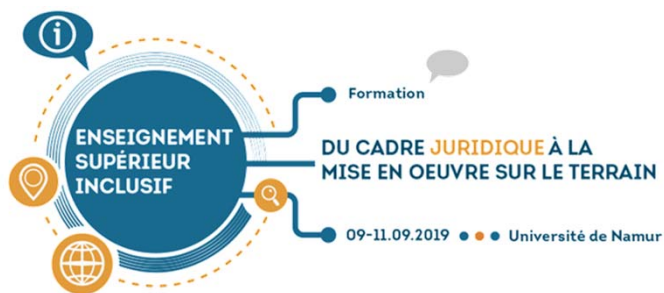 Formation
ENSEIGNEMENT
SUPÉRIEUR
INCLUSIF
DU CADRE JURIDIQUE À LA
MISE EN OEUVRE SUR LE TERRAIN
09-11.09.2019 ● ● ● Université de Namur